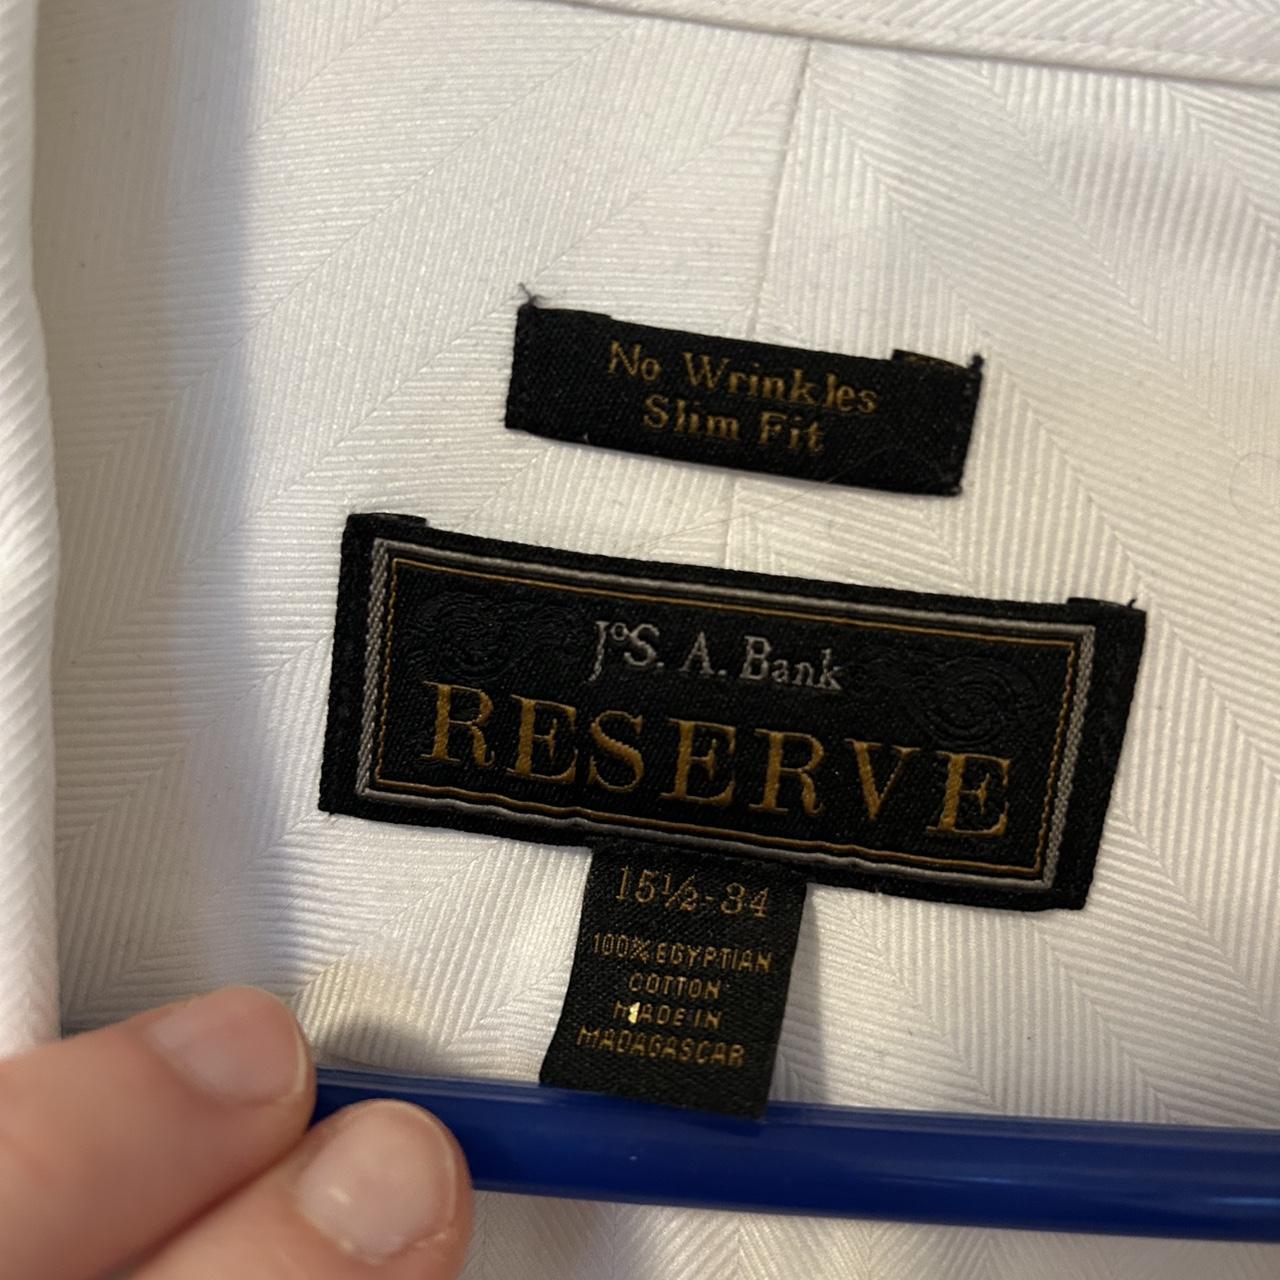 No Wrinkles
Slim Fit
JoS. A. Bank
RESERVE
15½-34
100% EGYPTIAN
COTTON
MADE IN
MADAGASCAR